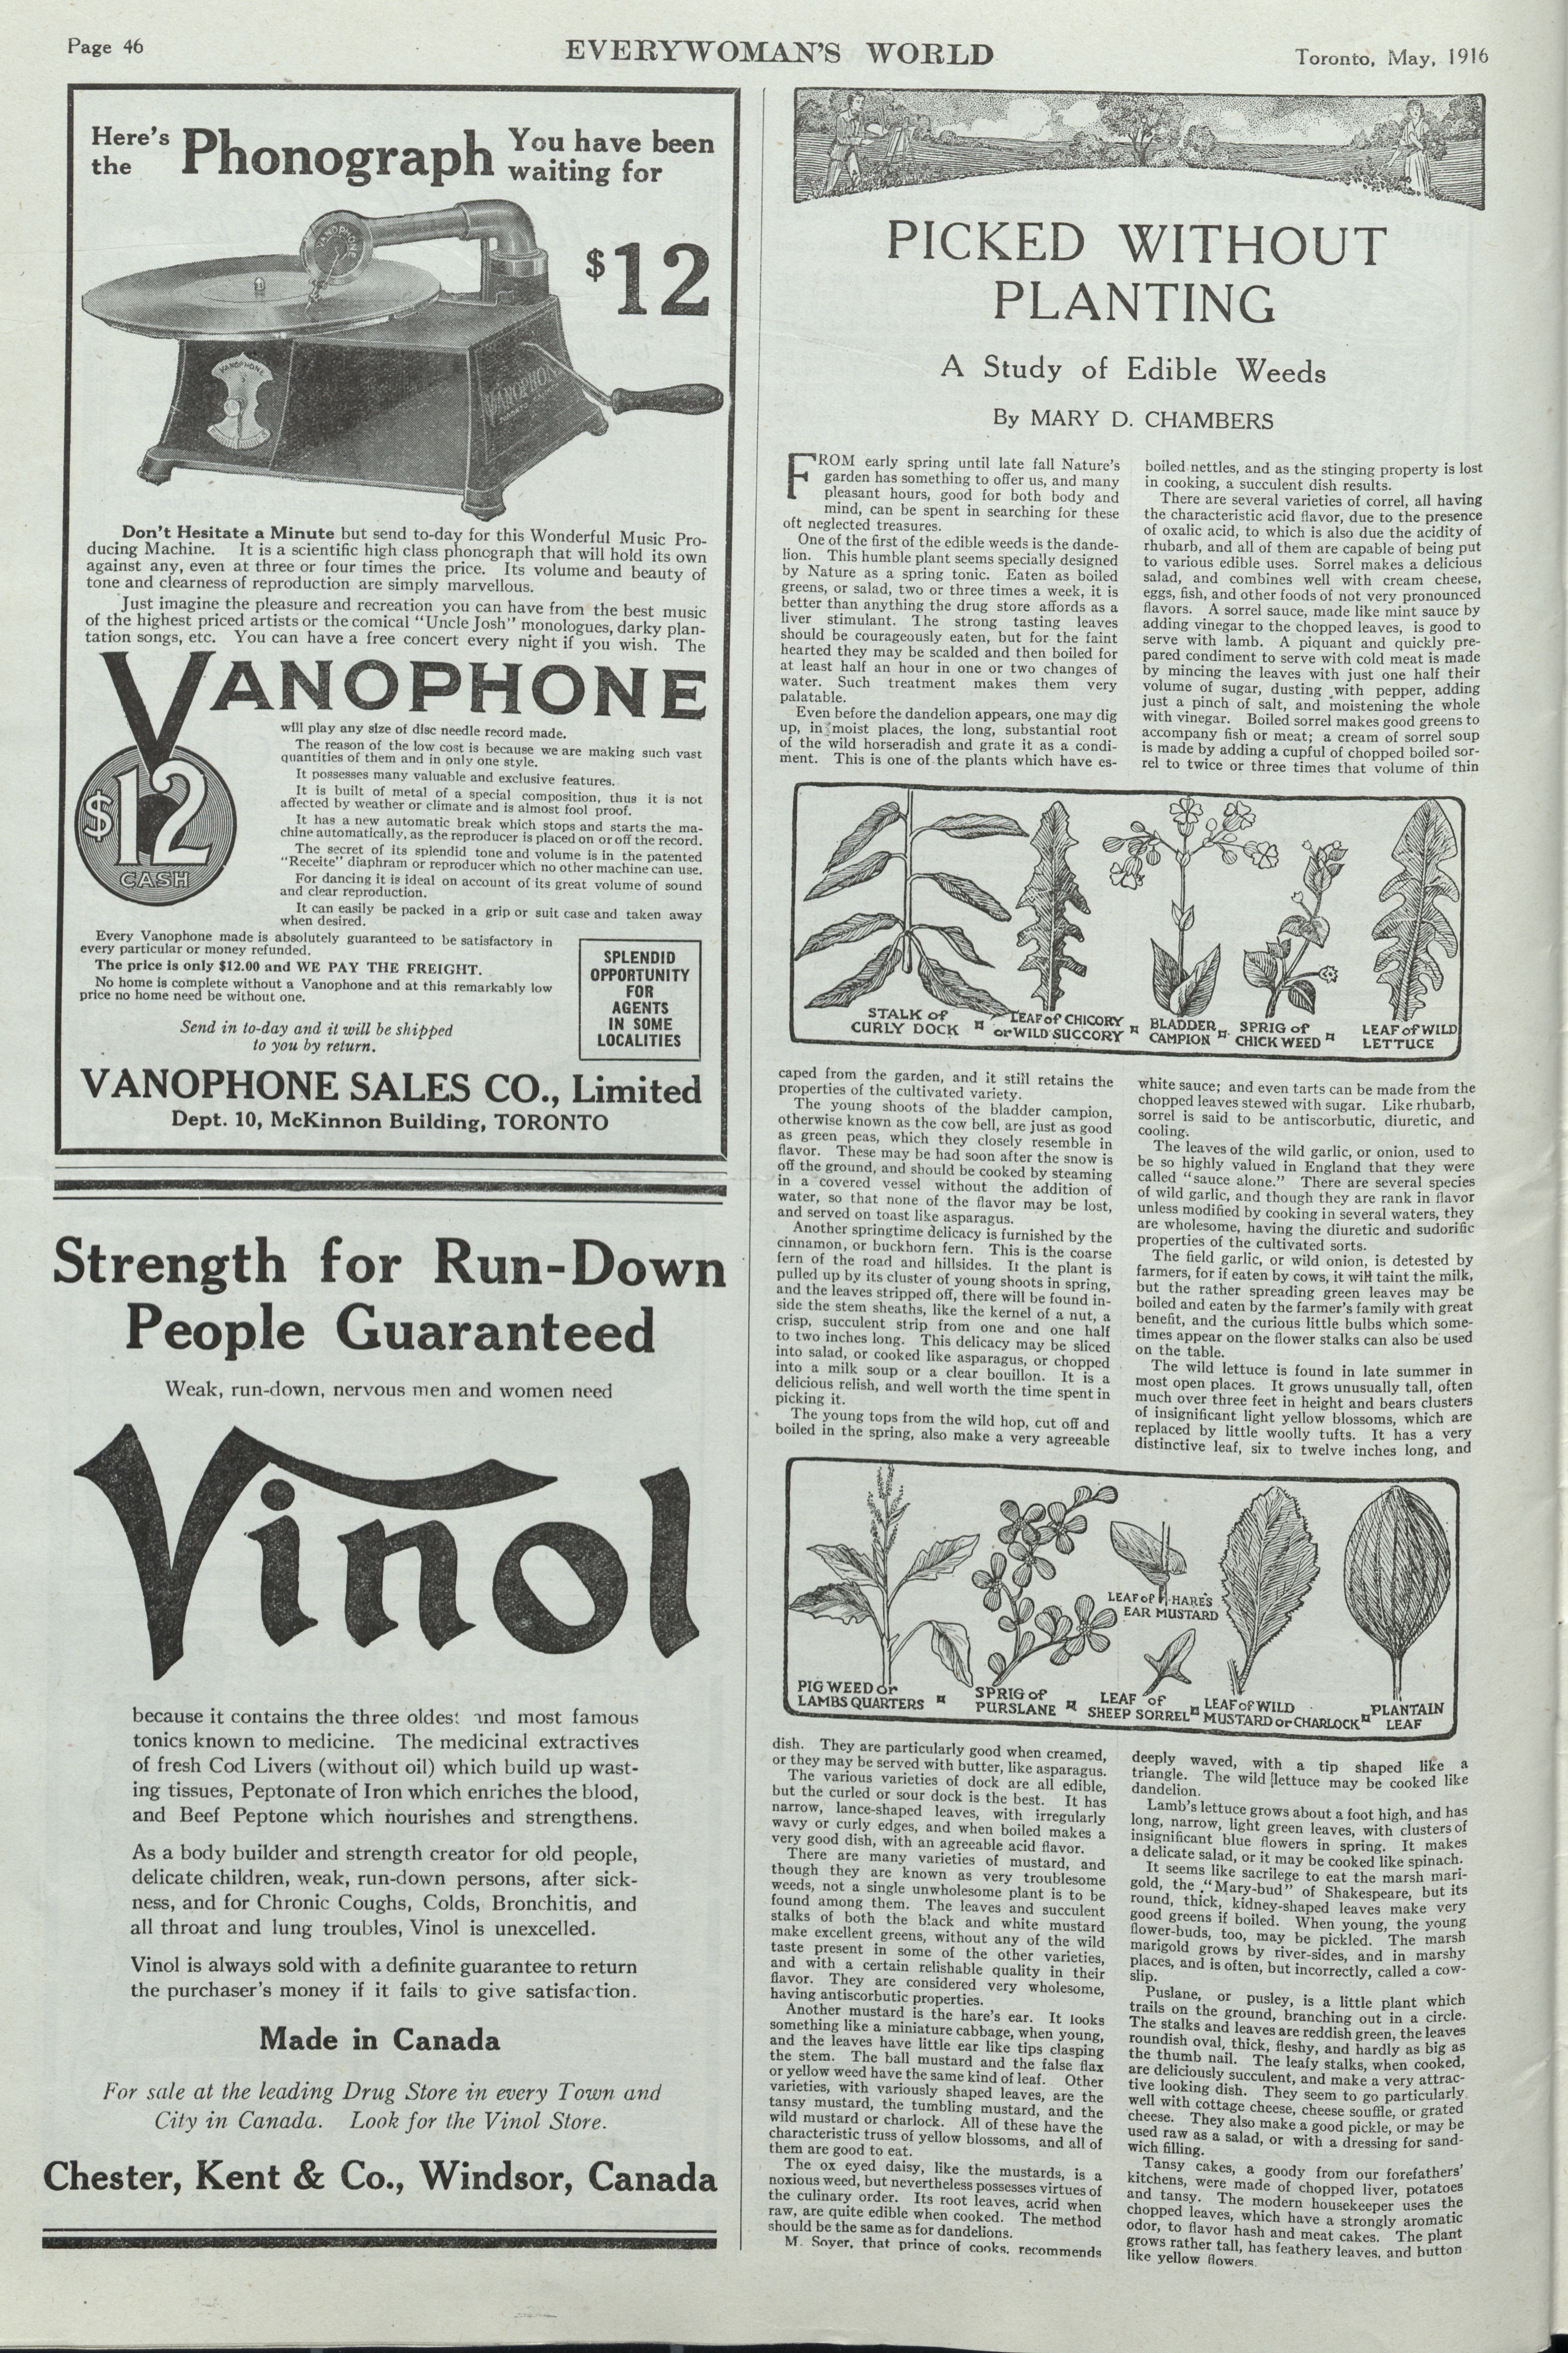 Page 46
EVERYWOMAN'S WORLD
Toronto, May, 1916
Here's
the
Phonograph
You have been
waiting for
VANOPHONE
$12
VANOPHONE
VANOPHONE
Don't Hesitate a Minute but send to-day for this Wonderful Music Pro-
ducing Machine. It is a scientific high class phonograph that will hold its own
against any, even at three or four times the price. Its volume and beauty of
tone and clearness of reproduction are simply marvellous.
Just imagine the pleasure and recreation you can have from the best music
of the highest priced artists or the comical "Uncle Josh" monologues, darky plan-
tation songs, etc. You can have a free concert every night if you wish. The
VANOPHONE
$12
CASH
will play any size of disc needle record made.
The reason of the low cost is because we are making such vast
quantities of them and in only one style.
It possesses many valuable and exclusive features.
It is built of metal of a special composition, thus it is not
affected by weather or climate and is almost fool proof.
It has a new automatic break which stops and starts the ma-
chine automatically, as the reproducer is placed on or off the record.
The secret of its splendid tone and volume is in the patented
"Receite" diaphram or reproducer which no other machine can use.
For dancing it is ideal on account of its great volume of sound
and clear reproduction.
It can easily be packed in a grip or suit case and taken away
when desired.
Every Vanophone made is absolutely guaranteed to be satisfactory in
every particular or money refunded.
The price is only $12.00 and WE PAY THE FREIGHT.
No home is complete without a Vanophone and at this remarkably low
price no home need be without one.
Send in to-day and it will be shipped
to you by return.
SPLENDID
OPPORTUNITY
FOR
AGENTS
IN SOME
LOCALITIES
VANOPHONE SALES CO., Limited
Dept. 10, McKinnon Building, TORONTO
Strength for Run-Down
People Guaranteed
Weak, run-down, nervous men and women need
Vinol
because it contains the three oldest and most famous
tonics known to medicine. The medicinal extractives
of fresh Cod Livers (without oil) which build up wast-
ing tissues, Peptonate of Iron which enriches the blood,
and Beef Peptone which nourishes and strengthens.
As a body builder and strength creator for old people,
delicate children, weak, run-down persons, after sick-
ness, and for Chronic Coughs, Colds, Bronchitis, and
all throat and lung troubles, Vinol is unexcelled.
Vinol is always sold with a definite guarantee to return
the purchaser's money if it fails to give satisfaction.
Made in Canada
For sale at the leading Drug Store in every Town and
City in Canada. Look for the Vinol Store.
Chester, Kent & Co., Windsor, Canada
PICKED WITHOUT
PLANTING
A Study of Edible Weeds
By MARY D. CHAMBERS
FROM early spring until late fall Nature's
garden has something to offer us, and many
pleasant hours, good for both body and
mind, can be spent in searching for these
oft neglected treasures.
One of the first of the edible weeds is the dande-
lion. This humble plant seems specially designed
by Nature as a spring tonic. Eaten as boiled
greens, or salad, two or three times a week, it is
better than anything the drug store affords as a
liver stimulant. The strong tasting leaves
should be courageously eaten, but for the faint
hearted they may be scalded and then boiled for
at least half an hour in one or two changes of
water. Such treatment makes them very
palatable.
Even before the dandelion appears, one may dig
up, in moist places, the long, substantial root
of the wild horseradish and grate it as a condi-
ment. This is one of the plants which have es-
boiled nettles, and as the stinging property is lost
in cooking, a succulent dish results.
There are several varieties of correl, all having
the characteristic acid flavor, due to the presence
of oxalic acid, to which is also due the acidity of
rhubarb, and all of them are capable of being put
to various edible uses. Sorrel makes a delicious
salad, and combines well with cream cheese,
eggs, fish, and other foods of not very pronounced
flavors. A sorrel sauce, made like mint sauce by
adding vinegar to the chopped leaves, is good to
serve with lamb. A piquant and quickly pre-
pared condiment to serve with cold meat is made
by mincing the leaves with just one half their
volume of sugar, dusting with pepper, adding
just a pinch of salt, and moistening the whole
with vinegar. Boiled sorrel makes good greens to
accompany fish or meat; a cream of sorrel soup
is made by adding a cupful of chopped boiled sor-
rel to twice or three times that volume of thin
STALK of
CURLY DOCK
LEAF of CHICORY
or WILD SUCCORY
BLADDER
CAMPION
SPRIG of
CHICK WEED
LEAF of WILD
LETTUCE
caped from the garden, and it still retains the
properties of the cultivated variety.
The young shoots of the bladder campion,
otherwise known as the cow bell, are just as good
as green peas, which they closely resemble in
flavor. These may be had soon after the snow is
off the ground, and should be cooked by steaming
in a covered vessel without the addition of
water, so that none of the flavor may be lost,
and served on toast like asparagus.
Another springtime delicacy is furnished by the
cinnamon, or buckhorn fern. This is the coarse
fern of the road and hillsides. It the plant is
pulled up by its cluster of young shoots in spring,
and the leaves stripped off, there will be found in-
side the stem sheaths, like the kernel of a nut, a
crisp, succulent strip from one and one half
to two inches long. This delicacy may be sliced
into salad, or cooked like asparagus, or chopped
into a milk soup or a clear bouillon. It is a
delicious relish, and well worth the time spent in
picking it.
The young tops from the wild hop, cut off and
boiled in the spring, also make a very agreeable
white sauce; and even tarts can be made from the
chopped leaves stewed with sugar. Like rhubarb,
sorrel is said to be antiscorbutic, diuretic, and
cooling.
The leaves of the wild garlic, or onion, used to
be so highly valued in England that they were
called "sauce alone." There are several species
of wild garlic, and though they are rank in flavor
unless modified by cooking in several waters, they
are wholesome, having the diuretic and sudorific
properties of the cultivated sorts.
The field garlic, or wild onion, is detested by
farmers, for if eaten by cows, it will taint the milk,
but the rather spreading green leaves may be
boiled and eaten by the farmer's family with great
benefit, and the curious little bulbs which some-
times appear on the flower stalks can also be used
on the table.
The wild lettuce is found in late summer in
most open places. It grows unusually tall, often
much over three feet in height and bears clusters
of insignificant light yellow blossoms, which are
replaced by little woolly tufts. It has a very
distinctive leaf, six to twelve inches long, and
LEAF of HARE'S
EAR MUSTARD
PIG WEED or
LAMBS QUARTERS
SPRIG of
PURSLANE
LEAF of
SHEEP SORREL
LEAF of WILD
MUSTARD or CHARLOCK
PLANTAIN
LEAF
dish. They are particularly good when creamed,
or they may be served with butter, like asparagus.
The various varieties of dock are all edible,
but the curled or sour dock is the best. It has
narrow, lance-shaped leaves, with irregularly
wavy or curly edges, and when boiled makes a
very good dish, with an agreeable acid flavor.
There are many varieties of mustard, and
though they are known as very troublesome
weeds, not a single unwholesome plant is to be
found among them. The leaves and succulent
stalks of both the black and white mustard
make excellent greens, without any of the wild
taste present in some of the other varieties,
and with a certain relishable quality in their
flavor. They are considered very wholesome,
having antiscorbutic properties.
Another mustard is the hare's ear. It looks
something like a miniature cabbage, when young,
and the leaves have little ear like tips clasping
the stem. The ball mustard and the false flax
or yellow weed have the same kind of leaf. Other
varieties, with variously shaped leaves, are the
tansy mustard, the tumbling mustard, and the
wild mustard or charlock. All of these have the
characteristic truss of yellow blossoms, and all of
them are good to eat.
The ox eyed daisy, like the mustards, is a
noxious weed, but nevertheless possesses virtues of
the culinary order. Its root leaves, acrid when
raw, are quite edible when cooked. The method
should be the same as for dandelions.
M. Soyer, that prince of cooks, recommends
deeply waved, with a tip shaped like a
triangle. The wild lettuce may be cooked like
dandelion.
Lamb's lettuce grows about a foot high, and has
long, narrow, light green leaves, with clusters of
insignificant blue flowers in spring. It makes
a delicate salad, or it may be cooked like spinach.
It seems like sacrilege to eat the marsh mari-
gold, the "Mary-bud" of Shakespeare, but its
round, thick, kidney-shaped leaves make very
good greens if boiled. When young, the young
flower-buds, too, may be pickled. The marsh
marigold grows by river-sides, and in marshy
places, and is often, but incorrectly, called a cow-
slip.
Puslane, or pusley, is a little plant which
trails on the ground, branching out in a circle.
The stalks and leaves are reddish green, the leaves
roundish oval, thick, fleshy, and hardly as big as
the thumb nail. The leafy stalks, when cooked,
are deliciously succulent, and make a very attrac-
tive looking dish. They seem to go particularly
well with cottage cheese, cheese souffle, or grated
cheese. They also make a good pickle, or may be
used raw as a salad, or with a dressing for sand-
wich filling.
Tansy cakes, a goody from our forefathers'
kitchens, were made of chopped liver, potatoes
and tansy. The modern housekeeper uses the
chopped leaves, which have a strongly aromatic
odor, to flavor hash and meat cakes. The plant
grows rather tall, has feathery leaves, and button
like yellow flowers.